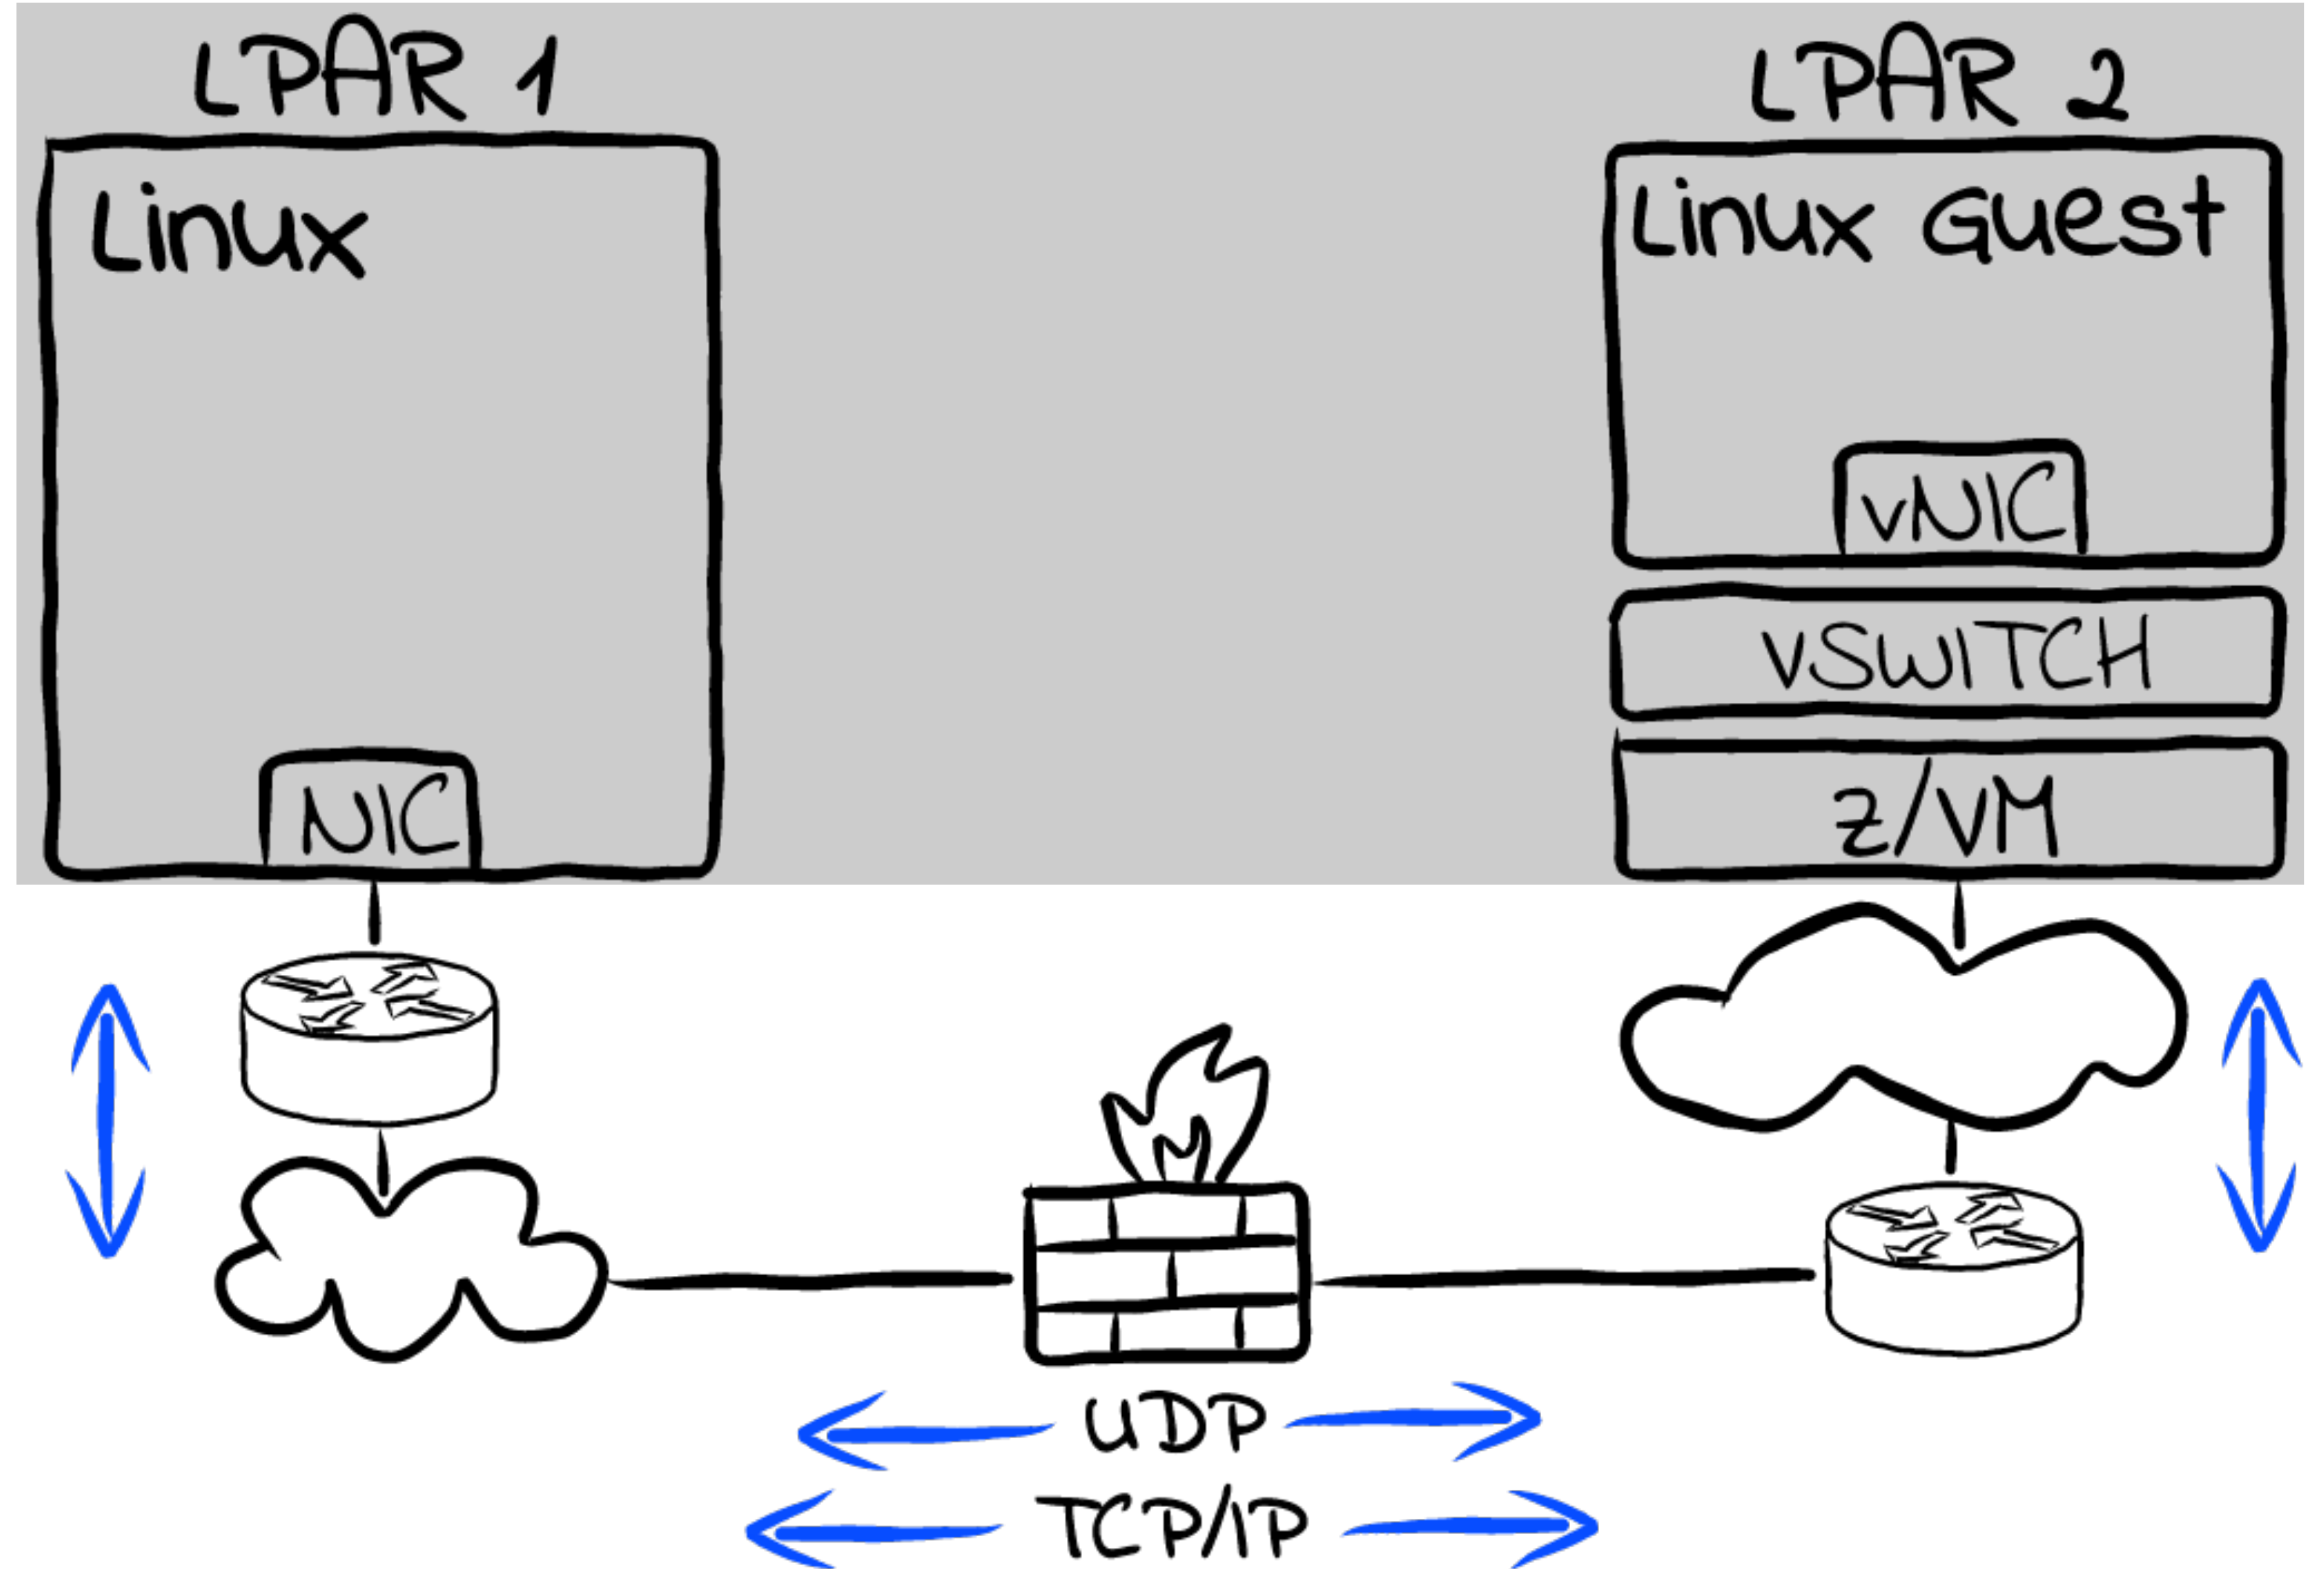 LPAR 1
Linux
NIC
LPAR 2
Linux Guest
vNIC
VSWITCH
z/VM
UDP
TCP/IP